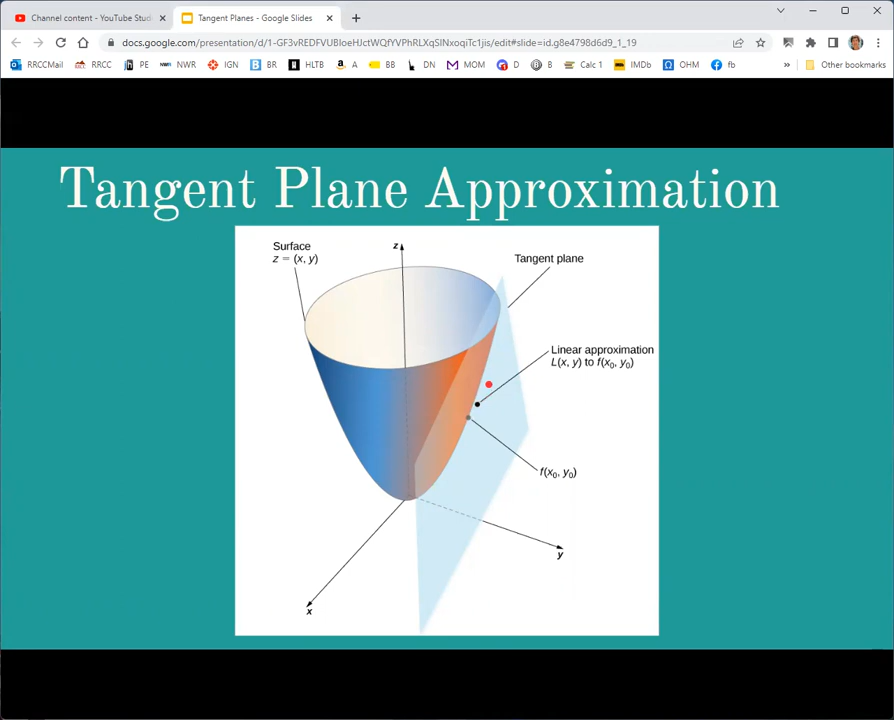 Channel content - YouTube Stud
Tangent Planes - Google Slides
docs.google.com/presentation/d/1-GF3vREDFVUBIoeHJctWQfYVPhRLXqSINxoqiTc1jis/edit#slide=id.g8e4798d6d9_1_19
RRCCMail RRCC PE NWR IGN BR HLTB A BB DN MOM D BC Calc 1 IMDb OHM fb » Other bookmarks
Tangent Plane Approximation
Surface
z = (x, y)
z
Tangent plane
Linear approximation
L(x, y) to f(x₀, y₀)
f(x₀, y₀)
y
x